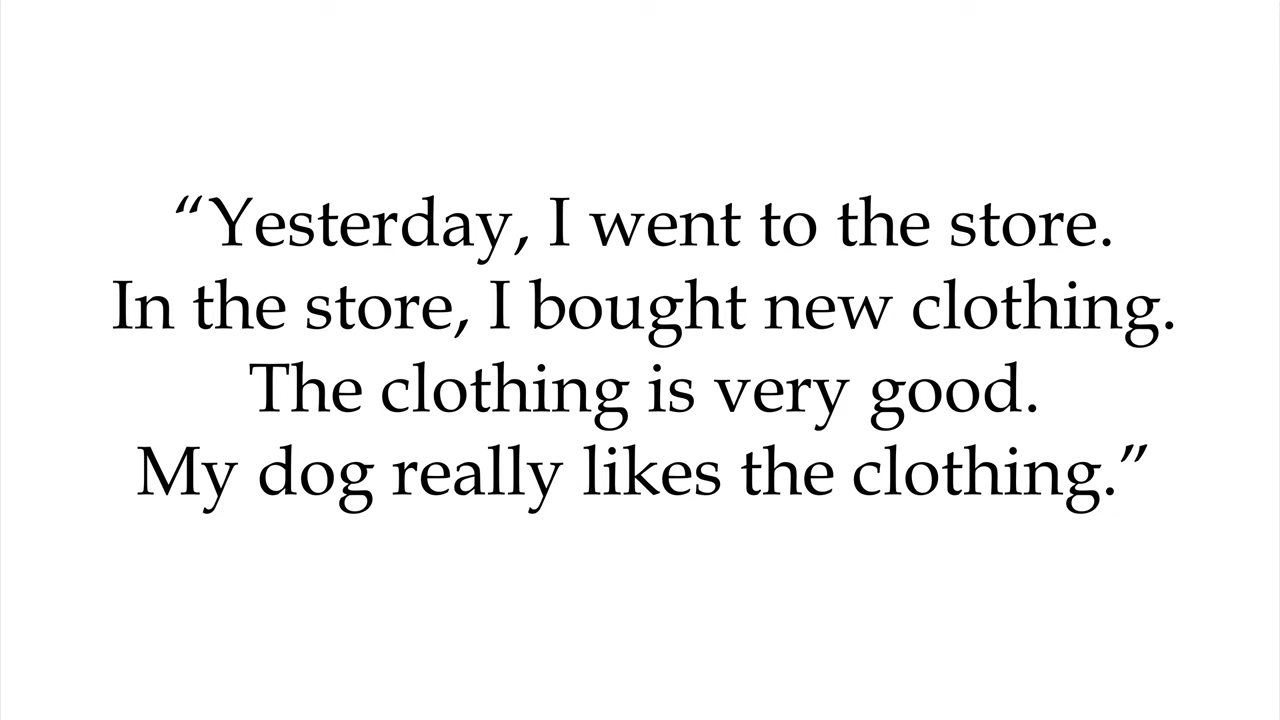 “Yesterday, I went to the store.
In the store, I bought new clothing.
The clothing is very good.
My dog really likes the clothing.”